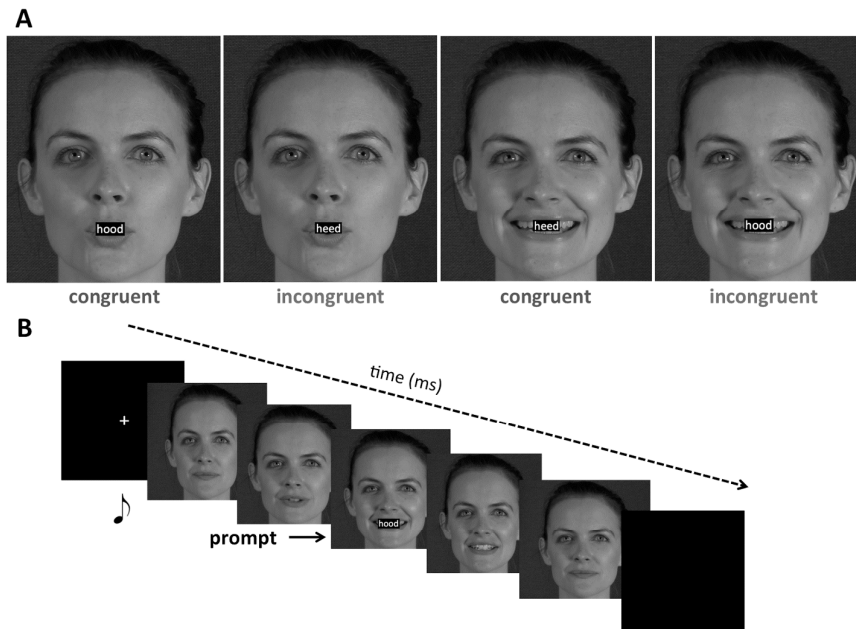 A
hood
heed
heed
hood
congruent
incongruent
congruent
incongruent
B
time (ms)
+
hood
prompt